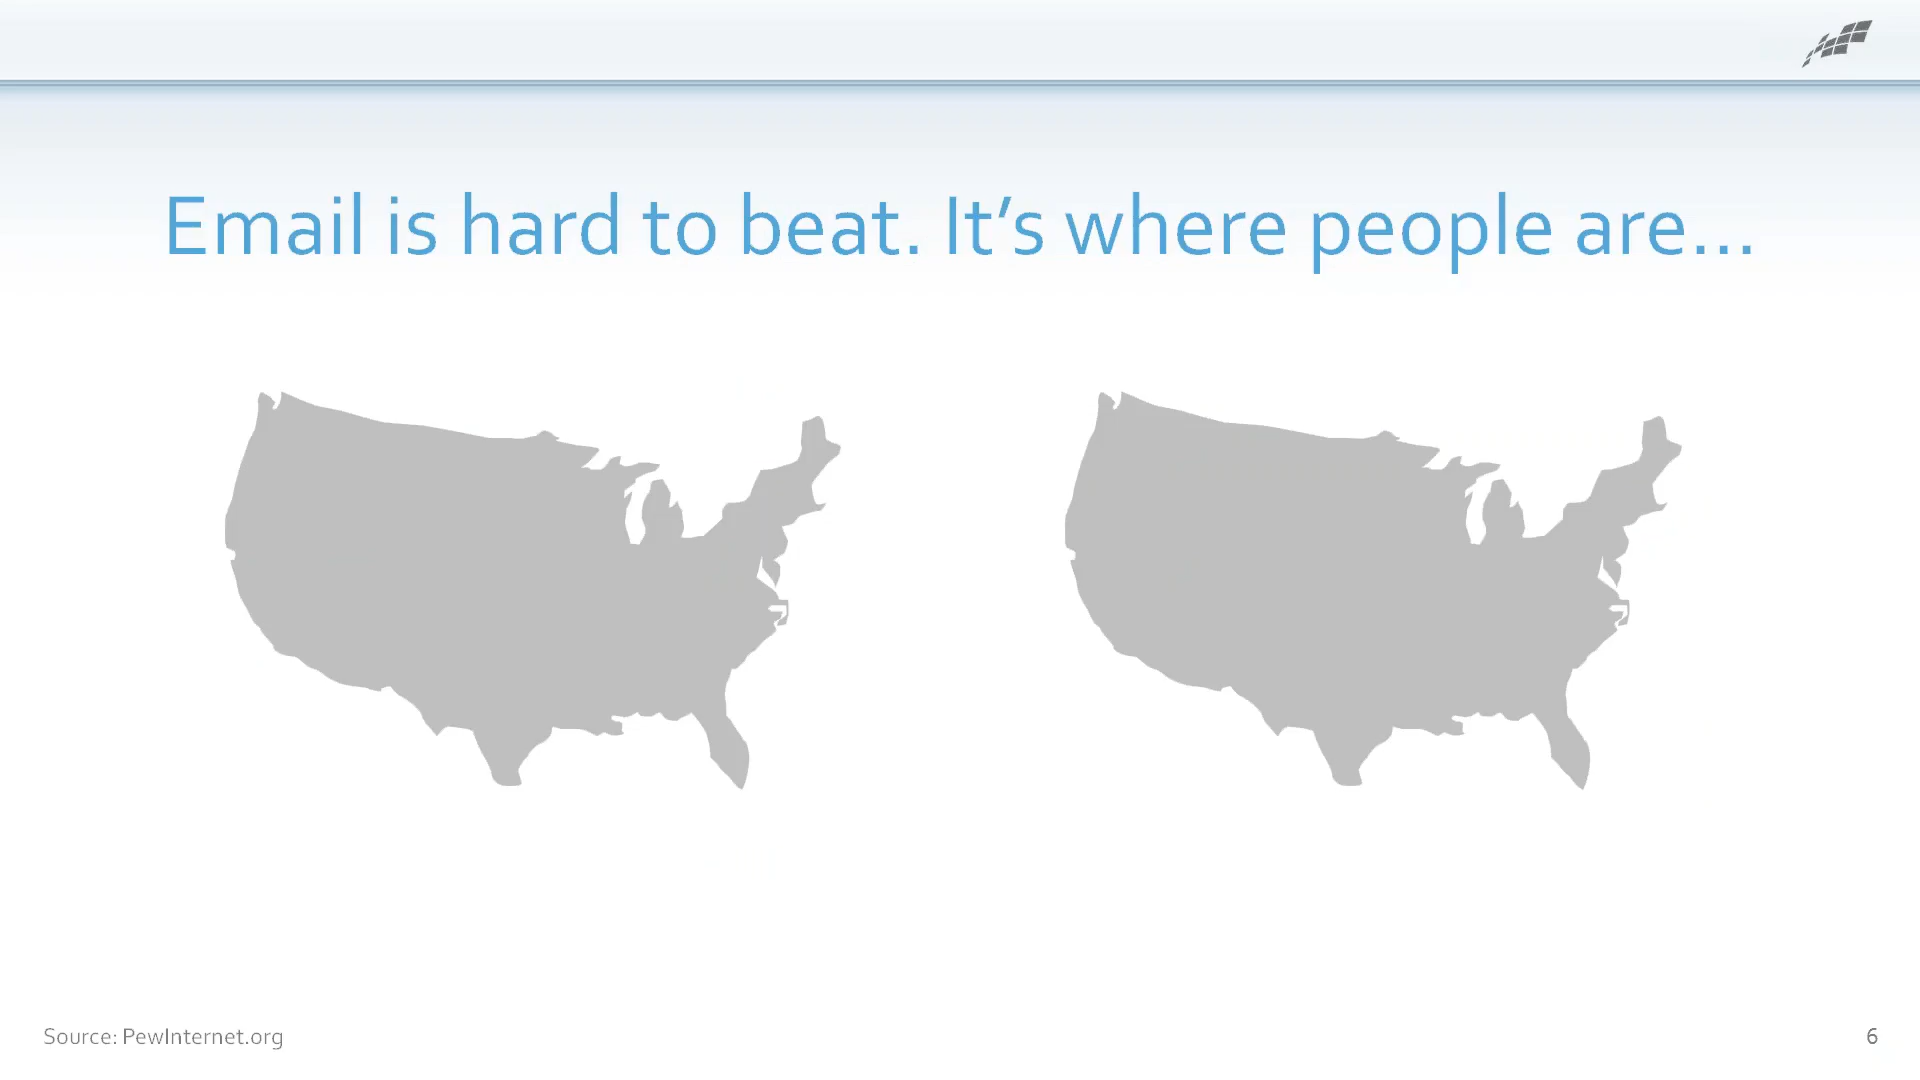 Email is hard to beat. It’s where people are...
Source: PewInternet.org
6